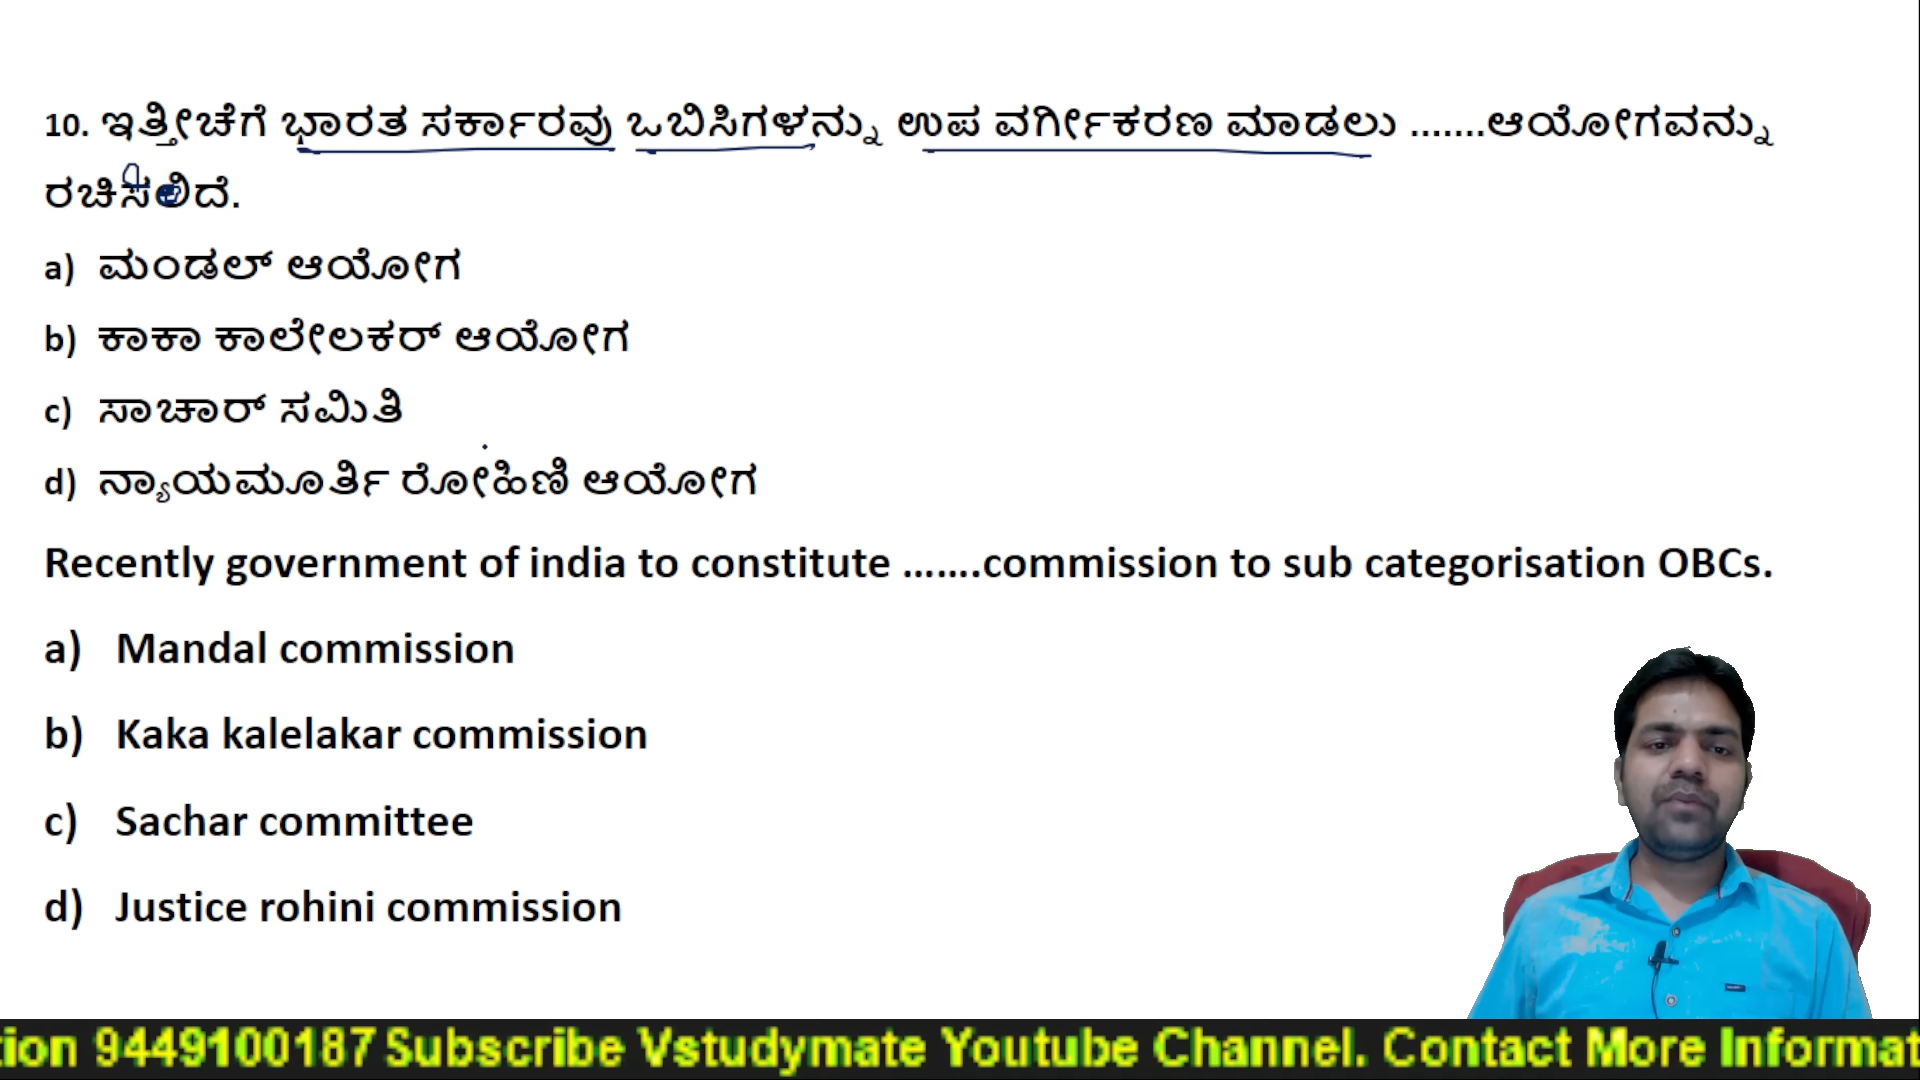 10. ಇತ್ತೀಚೆಗೆ ಭಾರತ ಸರ್ಕಾರವು ಒಬಿಸಿಗಳನ್ನು ಉಪ ವರ್ಗೀಕರಣ ಮಾಡಲು .......ಆಯೋಗವನ್ನು
ರಚಿಸಲಿದೆ.
a) ಮಂಡಲ್ ಆಯೋಗ
b) ಕಾಕಾ ಕಾಲೇಲಕರ್ ಆಯೋಗ
c) ಸಾಚಾರ್ ಸಮಿತಿ
d) ನ್ಯಾಯಮೂರ್ತಿ ರೋಹಿಣಿ ಆಯೋಗ
Recently government of india to constitute .......commission to sub categorisation OBCs.
a) Mandal commission
b) Kaka kalelakar commission
c) Sachar committee
d) Justice rohini commission
tion 9449100187 Subscribe Vstudymate Youtube Channel. Contact More Informat